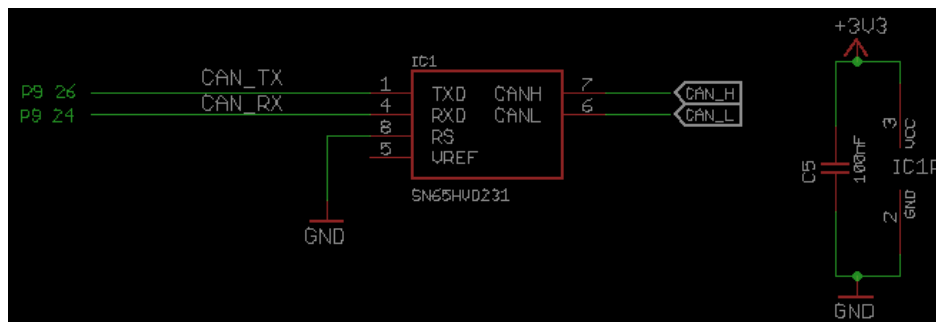 IC1
P9 26 CAN_TX 1 TXD CANH 7 CAN_H
P9 24 CAN_RX 4 RXD CANL 6 CAN_L
8 RS
5 VREF
SN65HVD231
GND
+3V3
C5 100nF
3 VCC
IC1P
2 GND
GND